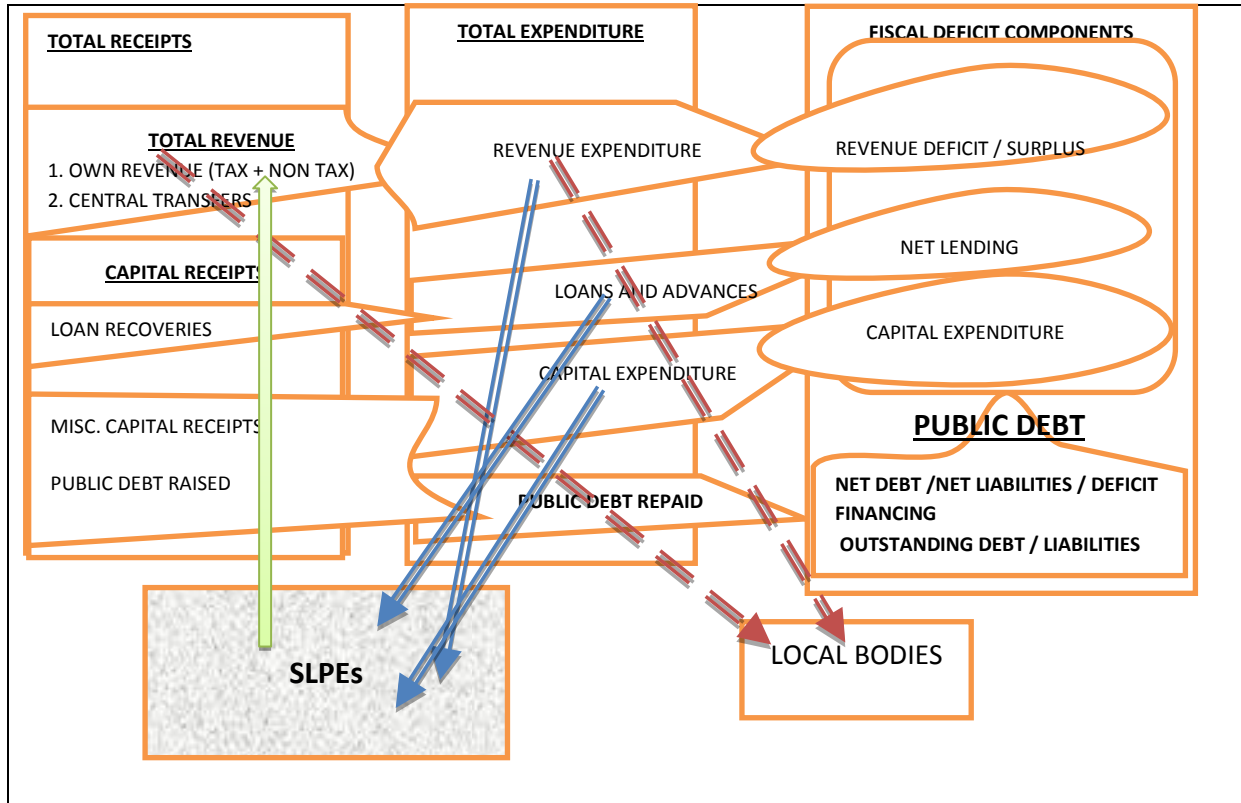 TOTAL RECEIPTS
TOTAL REVENUE
1. OWN REVENUE (TAX + NON TAX)
2. CENTRAL TRANSFERS
CAPITAL RECEIPTS
LOAN RECOVERIES
MISC. CAPITAL RECEIPTS
PUBLIC DEBT RAISED
TOTAL EXPENDITURE
REVENUE EXPENDITURE
LOANS AND ADVANCES
CAPITAL EXPENDITURE
PUBLIC DEBT REPAID
FISCAL DEFICIT COMPONENTS
REVENUE DEFICIT / SURPLUS
NET LENDING
CAPITAL EXPENDITURE
PUBLIC DEBT
NET DEBT /NET LIABILITIES / DEFICIT
FINANCING
OUTSTANDING DEBT / LIABILITIES
SLPEs
LOCAL BODIES